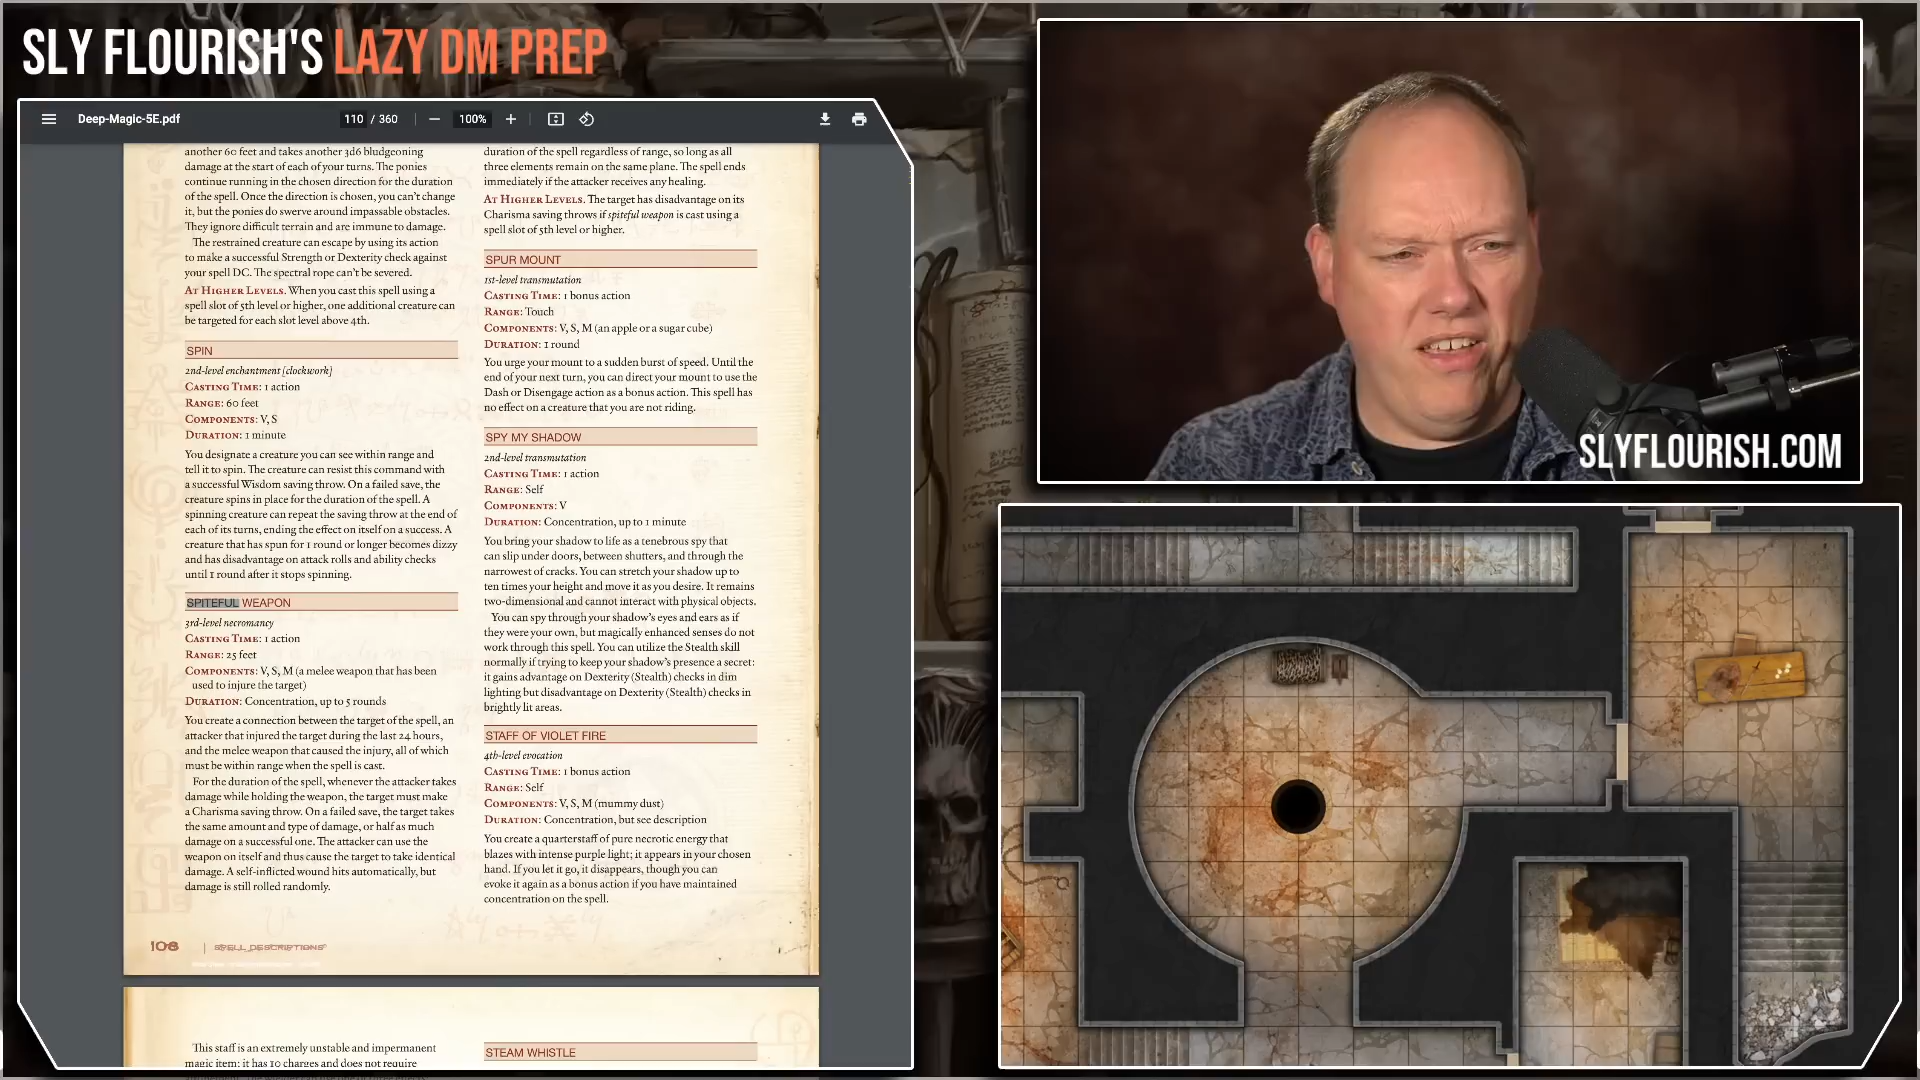 SLY FLOURISH'S LAZY DM PREP
Deep-Magic-5E.pdf
110 / 360
100%
another 60 feet and takes another 3d6 bludgeoning
damage at the start of each of your turns. The ponies
continue running in the chosen direction for the duration
of the spell. Once the direction is chosen, you can't change
it, but the ponies do swerve around impassable obstacles.
They ignore difficult terrain and are immune to damage.
The restrained creature can escape by using its action
to make a successful Strength or Dexterity check against
your spell DC. The spectral rope can't be severed.
AT HIGHER LEVELS. When you cast this spell using a
spell slot of 5th level or higher, one additional creature can
be targeted for each slot level above 4th.
SPIN
2nd-level enchantment [clockwork]
CASTING TIME: 1 action
RANGE: 60 feet
COMPONENTS: V, S
DURATION: 1 minute
You designate a creature you can see within range and
tell it to spin. The creature can resist this command with
a successful Wisdom saving throw. On a failed save, the
creature spins in place for the duration of the spell. A
spinning creature can repeat the saving throw at the end of
each of its turns, ending the effect on itself on a success. A
creature that has spun for 1 round or longer becomes dizzy
and has disadvantage on attack rolls and ability checks
until 1 round after it stops spinning.
SPITEFUL WEAPON
3rd-level necromancy
CASTING TIME: 1 action
RANGE: 25 feet
COMPONENTS: V, S, M (a melee weapon that has been
used to injure the target)
DURATION: Concentration, up to 5 rounds
You create a connection between the target of the spell, an
attacker that injured the target during the last 24 hours,
and the melee weapon that caused the injury, all of which
must be within range when the spell is cast.
For the duration of the spell, whenever the attacker takes
damage while holding the weapon, the target must make
a Charisma saving throw. On a failed save, the target takes
the same amount and type of damage, or half as much
damage on a successful one. The attacker can use the
weapon on itself and thus cause the target to take identical
damage. A self-inflicted wound hits automatically, but
damage is still rolled randomly.
108 | SPELL DESCRIPTIONS
duration of the spell regardless of range, so long as all
three elements remain on the same plane. The spell ends
immediately if the attacker receives any healing.
AT HIGHER LEVELS. The target has disadvantage on its
Charisma saving throws if spiteful weapon is cast using a
spell slot of 5th level or higher.
SPUR MOUNT
1st-level transmutation
CASTING TIME: 1 bonus action
RANGE: Touch
COMPONENTS: V, S, M (an apple or a sugar cube)
DURATION: 1 round
You urge your mount to a sudden burst of speed. Until the
end of your next turn, you can direct your mount to use the
Dash or Disengage action as a bonus action. This spell has
no effect on a creature that you are not riding.
SPY MY SHADOW
2nd-level transmutation
CASTING TIME: 1 action
RANGE: Self
COMPONENTS: V
DURATION: Concentration, up to 1 minute
You bring your shadow to life as a tenebrous spy that
can slip under doors, between shutters, and through the
narrowest of cracks. You can stretch your shadow up to
ten times your height and move it as you desire. It remains
two-dimensional and cannot interact with physical objects.
You can spy through your shadow's eyes and ears as if
they were your own, but magically enhanced senses do not
work through this spell. You can utilize the Stealth skill
normally if trying to keep your shadow's presence a secret:
it gains advantage on Dexterity (Stealth) checks in dim
lighting but disadvantage on Dexterity (Stealth) checks in
brightly lit areas.
STAFF OF VIOLET FIRE
4th-level evocation
CASTING TIME: 1 bonus action
RANGE: Self
COMPONENTS: V, S, M (mummy dust)
DURATION: Concentration, but see description
You create a quarterstaff of pure necrotic energy that
blazes with intense purple light; it appears in your chosen
hand. If you let it go, it disappears, though you can
evoke it again as a bonus action if you have maintained
concentration on the spell.
This staff is an extremely unstable and impermanent
magic item; it has 10 charges and does not require
STEAM WHISTLE
SLYFLOURISH.COM